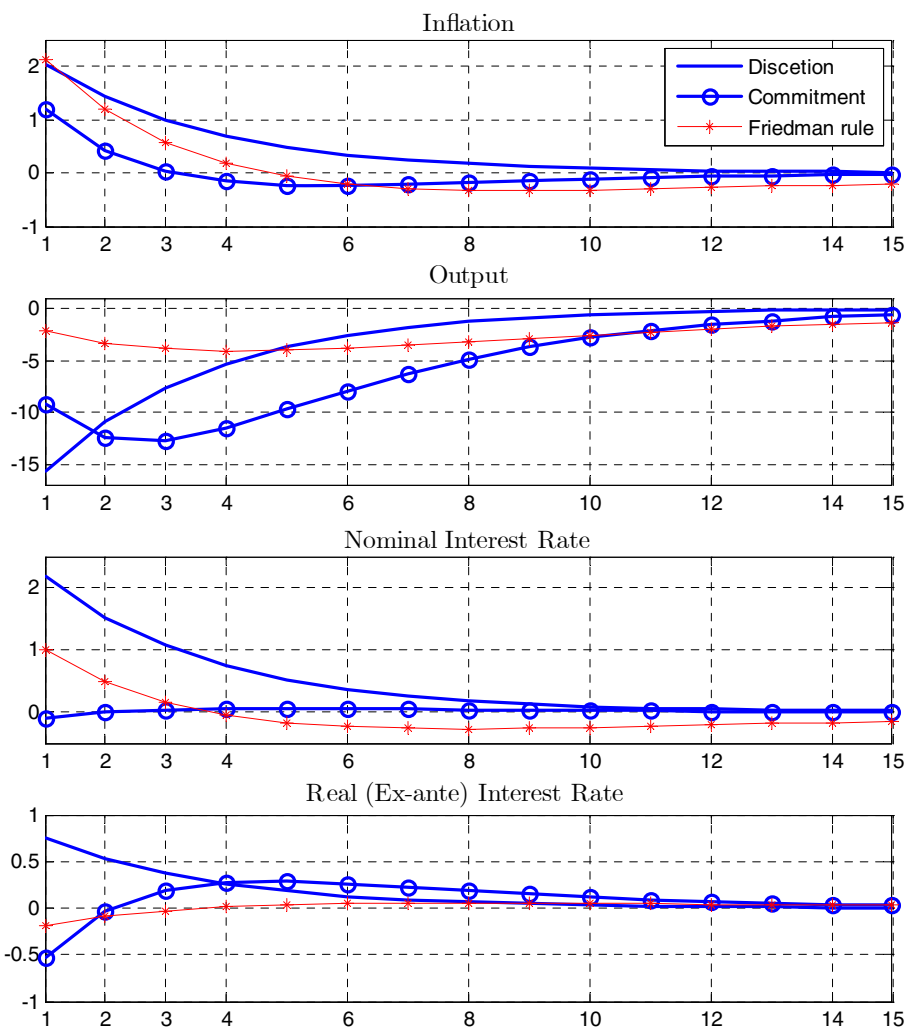 Inflation
2
1
0
-1
Discetion
Commitment
Friedman rule
1 2 3 4 6 8 10 12 14 15
Output
0
-5
-10
-15
1 2 3 4 6 8 10 12 14 15
Nominal Interest Rate
2
1
0
1 2 3 4 6 8 10 12 14 15
Real (Ex-ante) Interest Rate
1
0.5
0
-0.5
-1
1 2 3 4 6 8 10 12 14 15